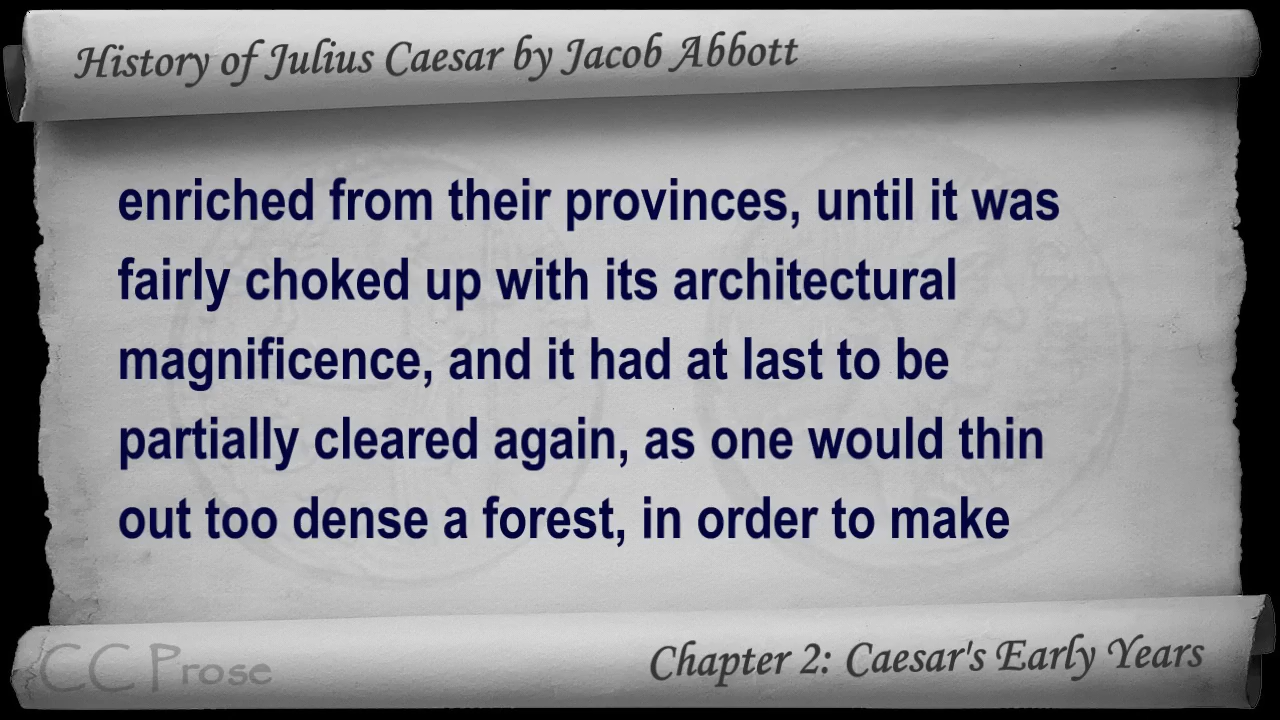 History of Julius Caesar by Jacob Abbott
enriched from their provinces, until it was
fairly choked up with its architectural
magnificence, and it had at last to be
partially cleared again, as one would thin
out too dense a forest, in order to make
CC Prose
Chapter 2: Caesar's Early Years